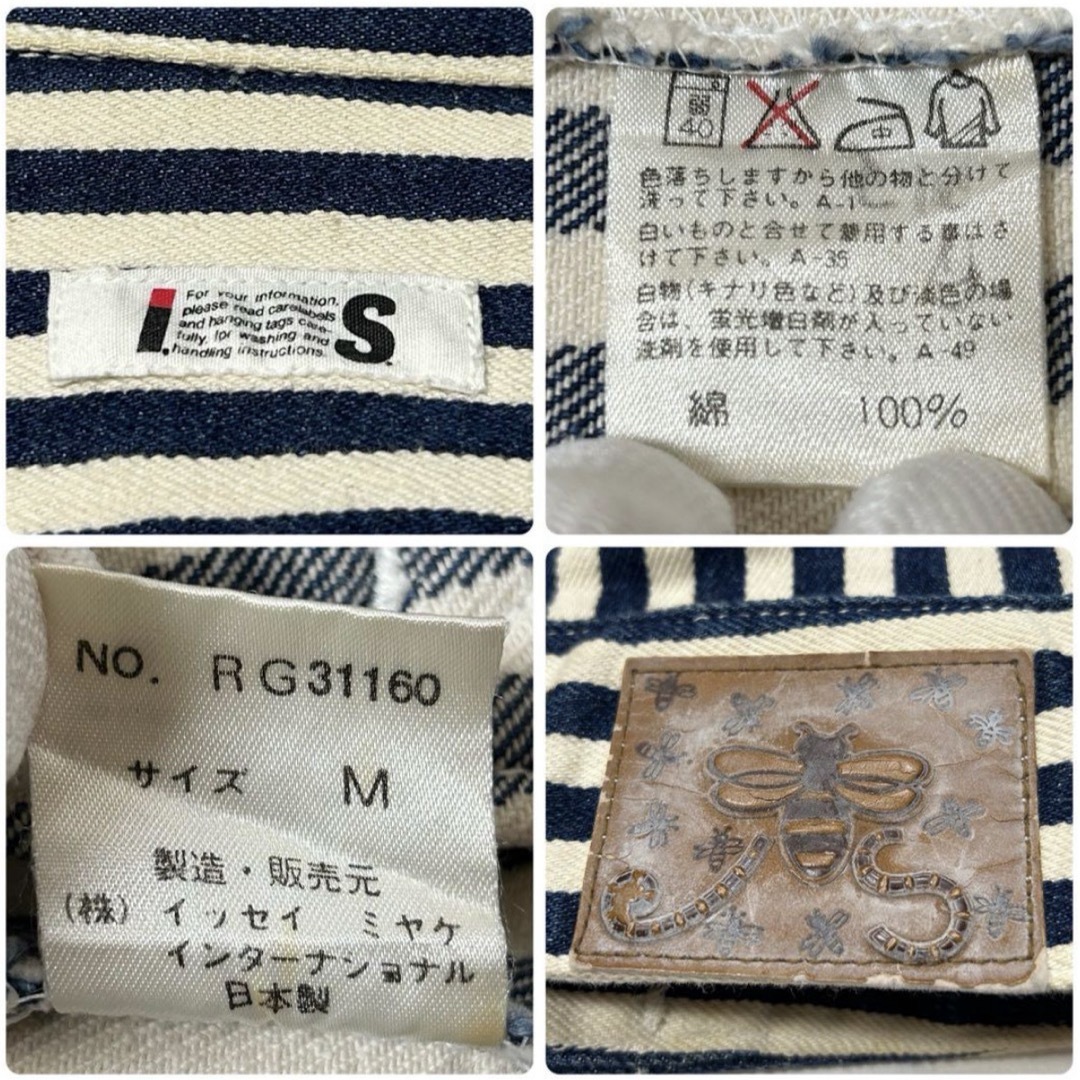 I.S
For your information,
please read carelabels
and hanging tags care-
fully, for washing and
handling instructions.
40
中
色落ちしますから他の物と分けて
洗って下さい。A-1
白いものと合せて着用する事はさ
けて下さい。A-35
白物(キナリ色など)及び淡色の場
合は、蛍光増白剤が入っていない
洗剤を使用して下さい。A-49
綿 100%
NO. RG31160
サイズ M
製造・販売元
(株)イッセイ ミヤケ
インターナショナル
日本製